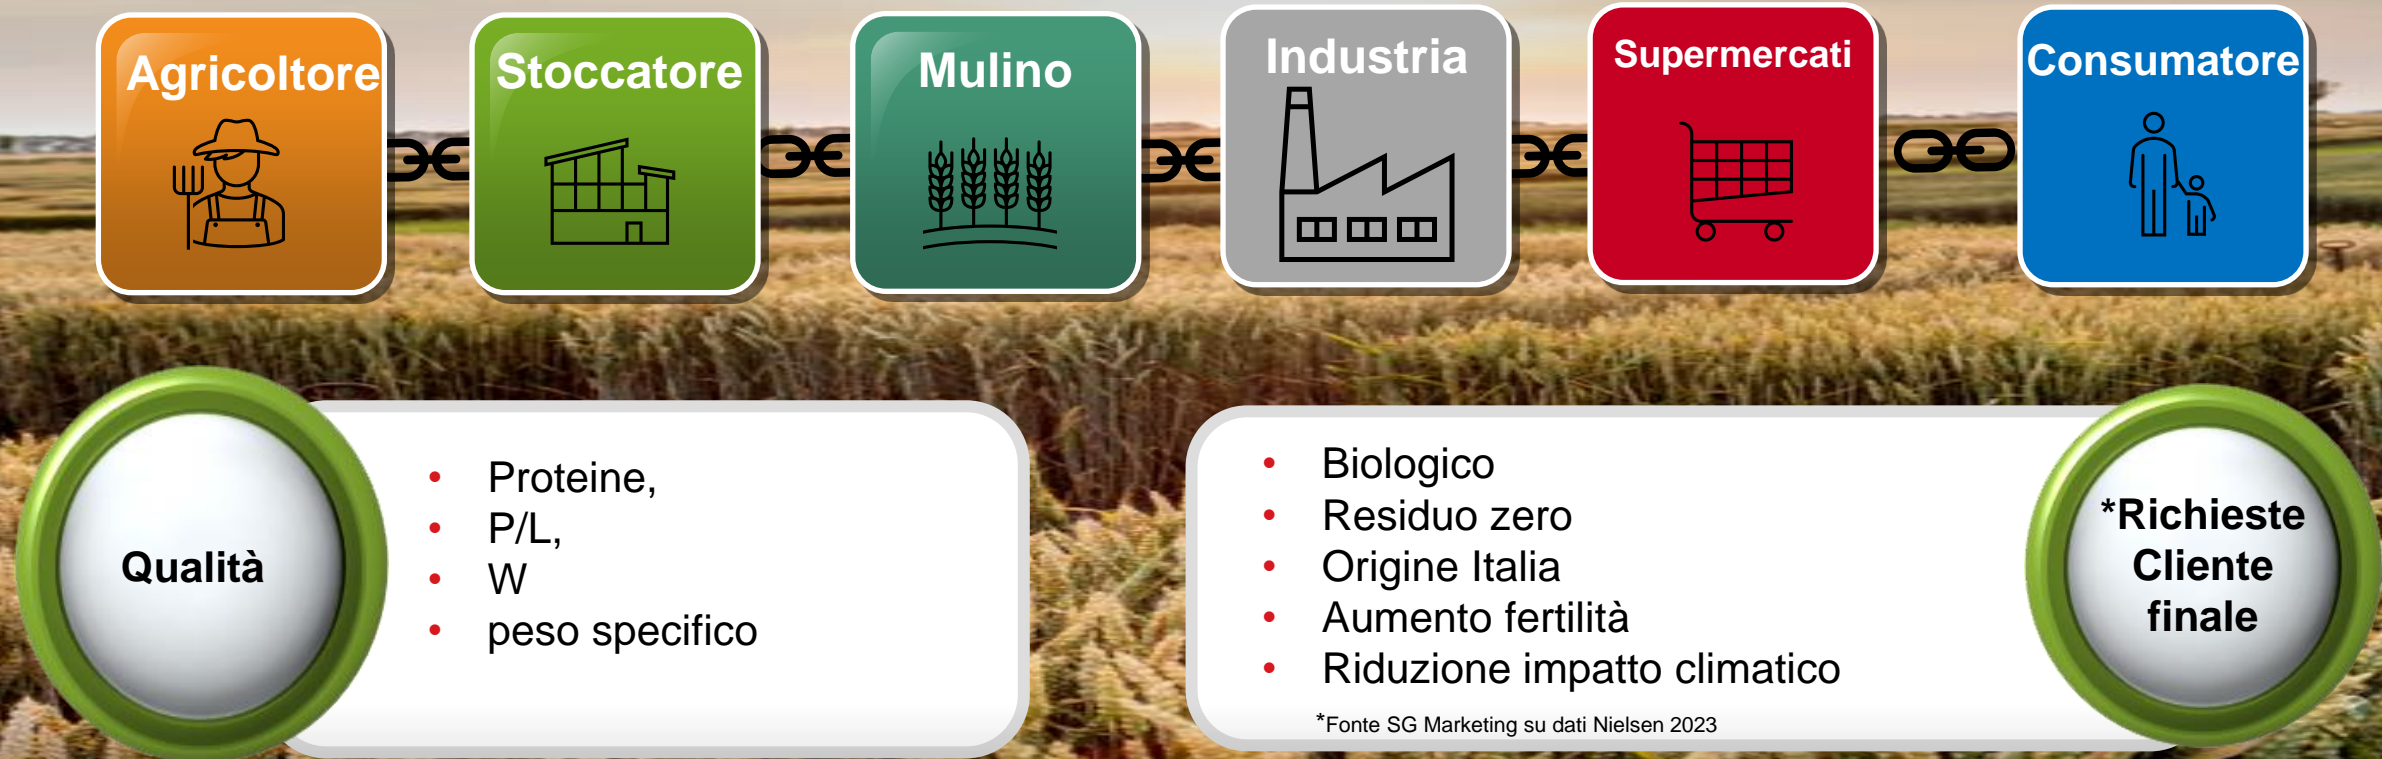 Agricoltore
Stoccatore
Mulino
Industria
Supermercati
Consumatore
Qualità
• Proteine,
• P/L,
• W
• peso specifico
• Biologico
• Residuo zero
• Origine Italia
• Aumento fertilità
• Riduzione impatto climatico
*Fonte SG Marketing su dati Nielsen 2023
*Richieste
Cliente
finale